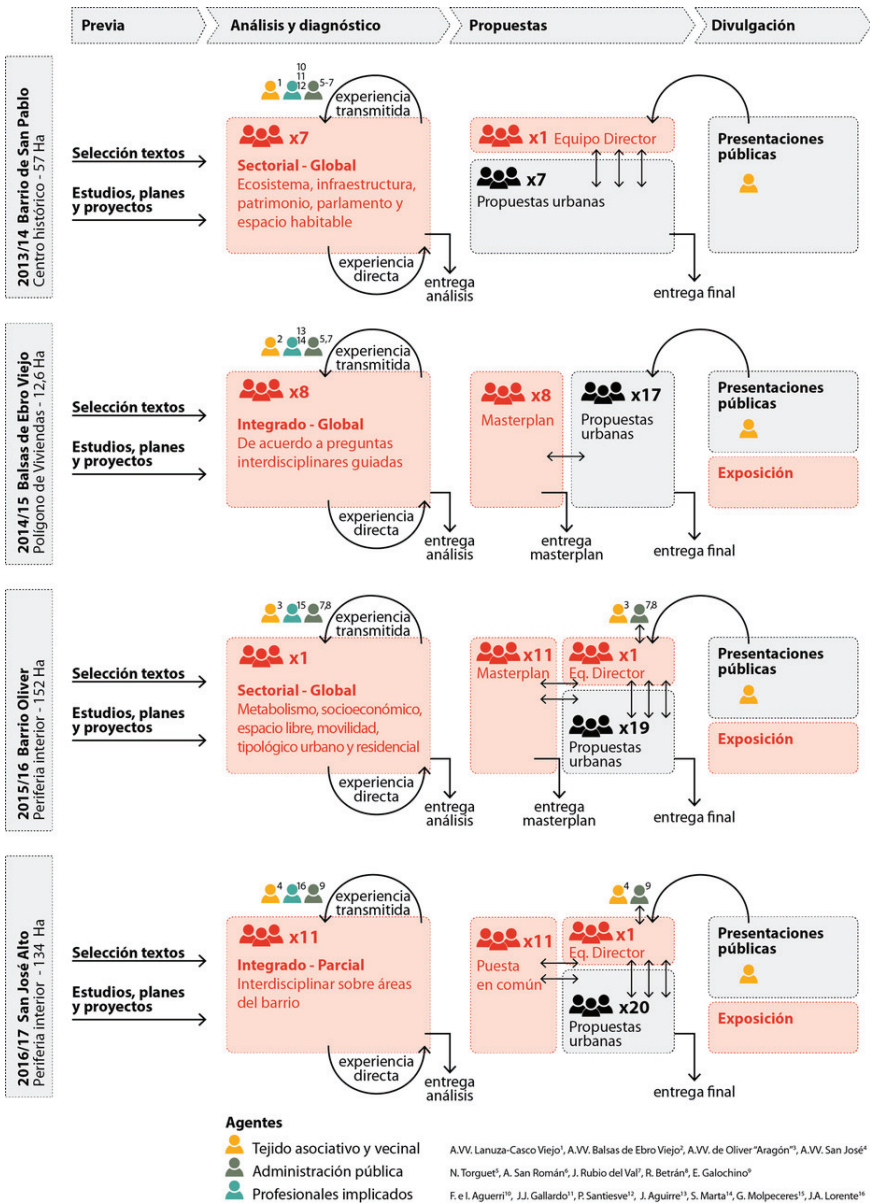 Previa
Análisis y diagnóstico
Propuestas
Divulgación
2013/14 Barrio de San Pablo
Centro histórico - 57 Ha
Selección textos
Estudios, planes
y proyectos
1
10
11
12
5-7
experiencia
transmitida
x7
Sectorial - Global
Ecosistema, infraestructura,
patrimonio, parlamento y
espacio habitable
experiencia
directa
entrega
análisis
x1 Equipo Director
x7
Propuestas urbanas
entrega final
Presentaciones
públicas
2014/15 Balsas de Ebro Viejo
Polígono de Viviendas - 12,6 Ha
Selección textos
Estudios, planes
y proyectos
2
13
14
5,7
experiencia
transmitida
x8
Integrado - Global
De acuerdo a preguntas
interdisciplinares guiadas
experiencia
directa
entrega
análisis
x8
Masterplan
entrega
masterplan
x17
Propuestas
urbanas
entrega final
Presentaciones
públicas
Exposición
2015/16 Barrio Oliver
Periferia interior - 152 Ha
Selección textos
Estudios, planes
y proyectos
3
15
7,8
experiencia
transmitida
x1
Sectorial - Global
Metabolismo, socioeconómico,
espacio libre, movilidad,
tipológico urbano y residencial
experiencia
directa
entrega
análisis
x11
Masterplan
entrega
masterplan
3
7,8
x1
Eq. Director
x19
Propuestas
urbanas
entrega final
Presentaciones
públicas
Exposición
2016/17 San José Alto
Periferia interior - 134 Ha
Selección textos
Estudios, planes
y proyectos
4
16
9
experiencia
transmitida
x11
Integrado - Parcial
Interdisciplinar sobre áreas
del barrio
experiencia
directa
entrega
análisis
x11
Puesta
en común
4
9
x1
Eq. Director
x20
Propuestas
urbanas
entrega final
Presentaciones
públicas
Exposición
Agentes
Tejido asociativo y vecinal
A.VV. Lanuza-Casco Viejo1, A.VV. Balsas de Ebro Viejo2, A.VV. de Oliver "Aragón"3, A.VV. San José4
Administración pública
N. Torguet5, A. San Román6, J. Rubio del Val7, R. Betrán8, E. Galochino9
Profesionales implicados
F. e I. Aguerri10, J.J. Gallardo11, P. Santiesve12, J. Aguirre13, S. Marta14, G. Molpeceres15, J.A. Lorente16